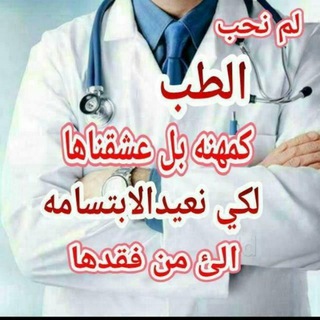 لم نحب
الطب
كمهنه بل عشقناها
لكي نعيدالابتسامه
الئ من فقدها